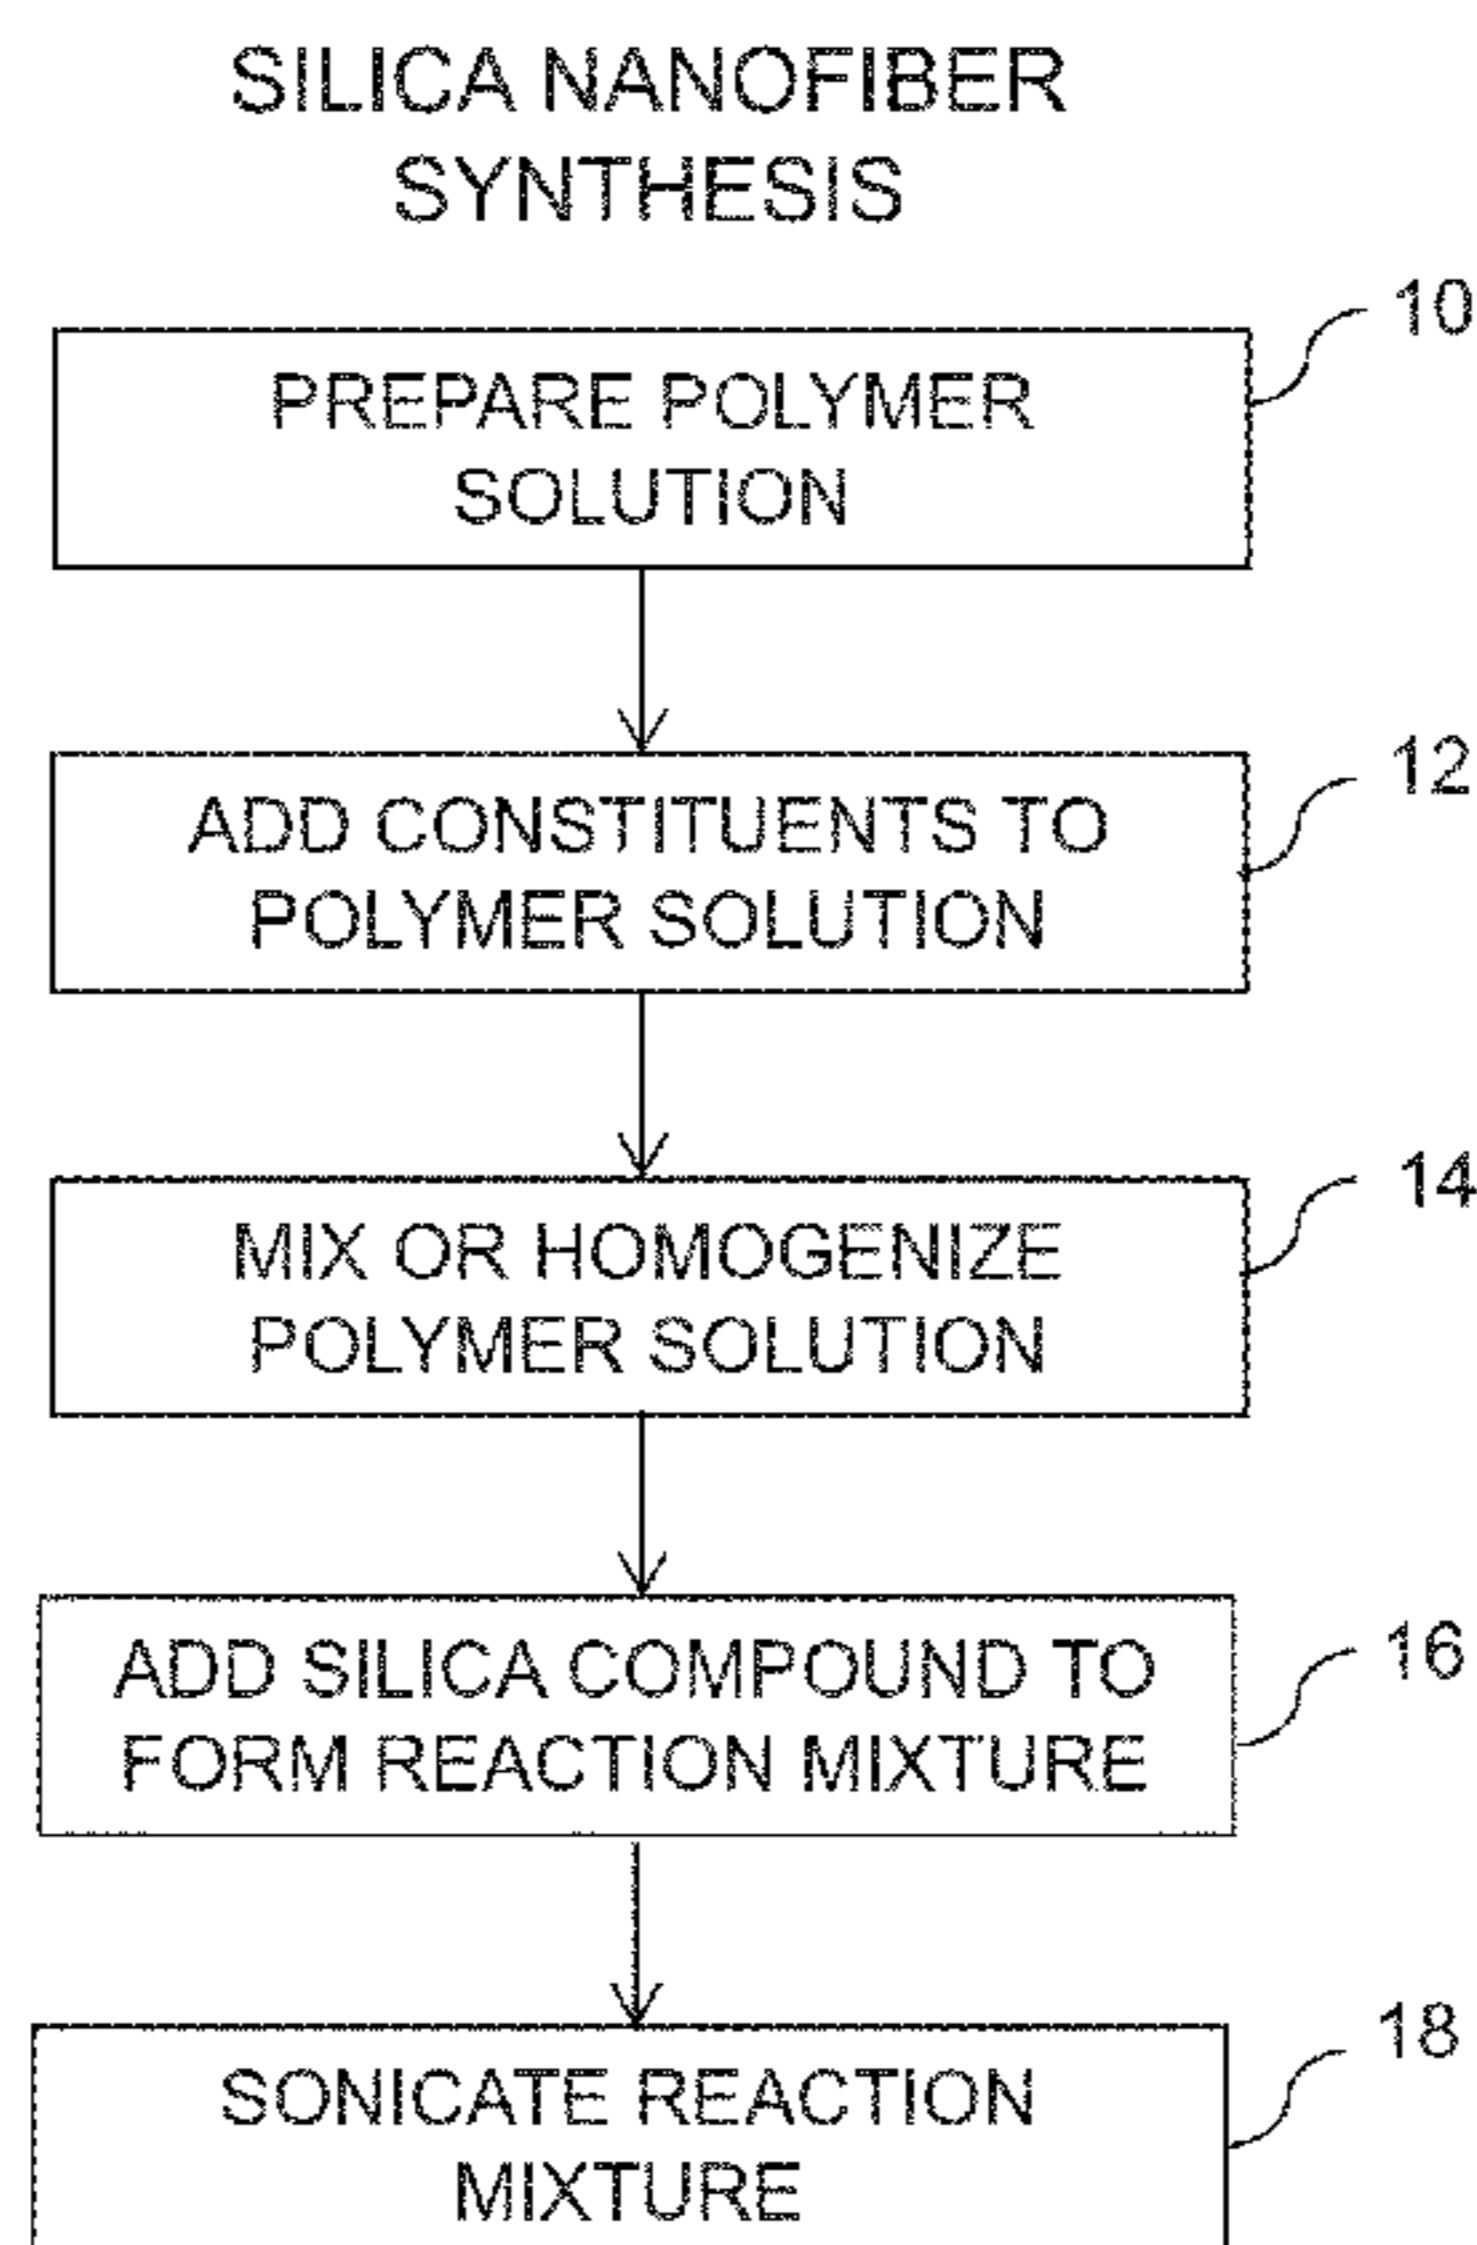 SILICA NANOFIBER
SYNTHESIS
10
PREPARE POLYMER
SOLUTION
12
ADD CONSTITUENTS TO
POLYMER SOLUTION
14
MIX OR HOMOGENIZE
POLYMER SOLUTION
16
ADD SILICA COMPOUND TO
FORM REACTION MIXTURE
18
SONICATE REACTION
MIXTURE